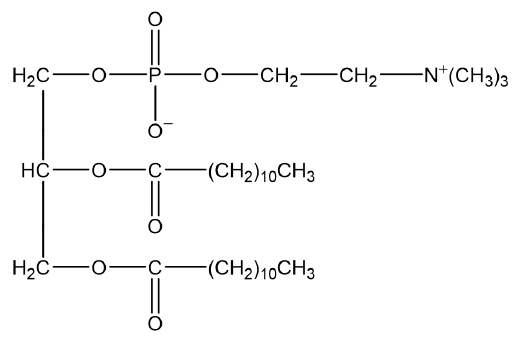 O
H₂C—O—P—O—CH₂—CH₂—N⁺(CH₃)₃
O⁻
HC—O—C—(CH₂)₁₀CH₃
O
H₂C—O—C—(CH₂)₁₀CH₃
O